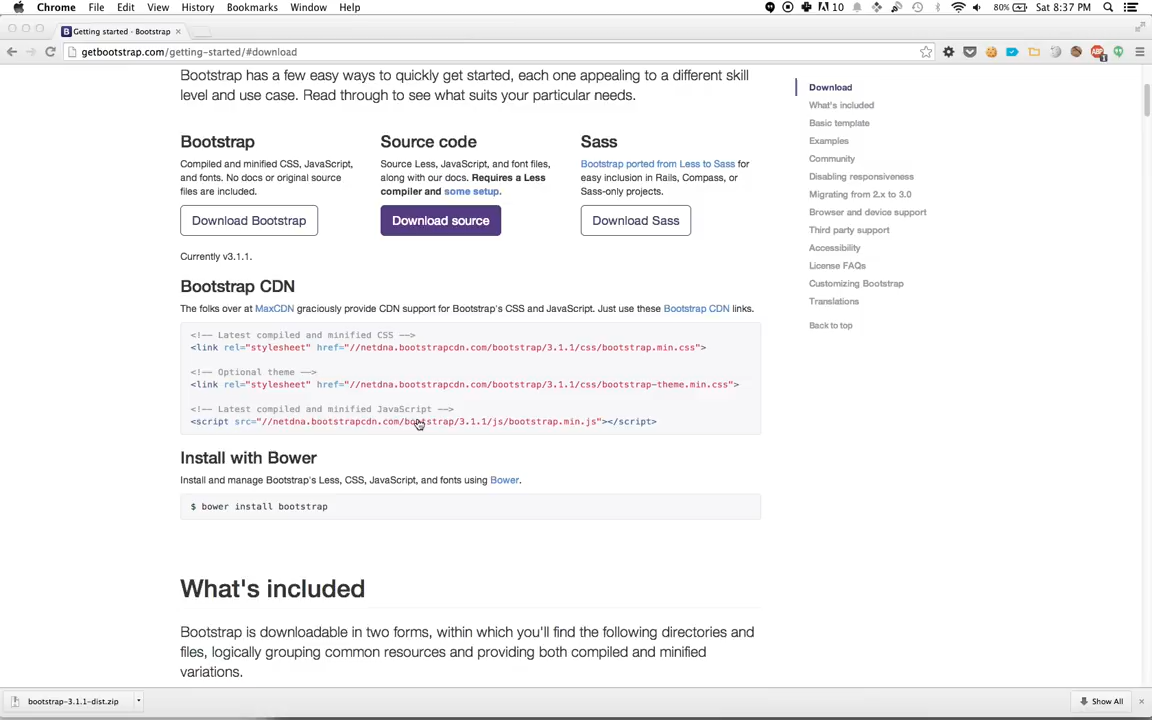 Chrome File Edit View History Bookmarks Window Help 10 80% Sat 8:37 PM
Getting started · Bootstrap
getbootstrap.com/getting-started/#download
Bootstrap has a few easy ways to quickly get started, each one appealing to a different skill
level and use case. Read through to see what suits your particular needs.
Bootstrap
Compiled and minified CSS, JavaScript,
and fonts. No docs or original source
files are included.
Download Bootstrap
Source code
Source Less, JavaScript, and font files,
along with our docs. Requires a Less
compiler and some setup.
Download source
Sass
Bootstrap ported from Less to Sass for
easy inclusion in Rails, Compass, or
Sass-only projects.
Download Sass
Currently v3.1.1.
Bootstrap CDN
The folks over at MaxCDN graciously provide CDN support for Bootstrap's CSS and JavaScript. Just use these Bootstrap CDN links.
<!-- Latest compiled and minified CSS -->
<link rel="stylesheet" href="//netdna.bootstrapcdn.com/bootstrap/3.1.1/css/bootstrap.min.css">
<!-- Optional theme -->
<link rel="stylesheet" href="//netdna.bootstrapcdn.com/bootstrap/3.1.1/css/bootstrap-theme.min.css">
<!-- Latest compiled and minified JavaScript -->
<script src="//netdna.bootstrapcdn.com/bootstrap/3.1.1/js/bootstrap.min.js"></script>
Install with Bower
Install and manage Bootstrap's Less, CSS, JavaScript, and fonts using Bower.
$ bower install bootstrap
What's included
Bootstrap is downloadable in two forms, within which you'll find the following directories and
files, logically grouping common resources and providing both compiled and minified
variations.
Download
What's included
Basic template
Examples
Community
Disabling responsiveness
Migrating from 2.x to 3.0
Browser and device support
Third party support
Accessibility
License FAQs
Customizing Bootstrap
Translations
Back to top
bootstrap-3.1.1-dist.zip
Show All